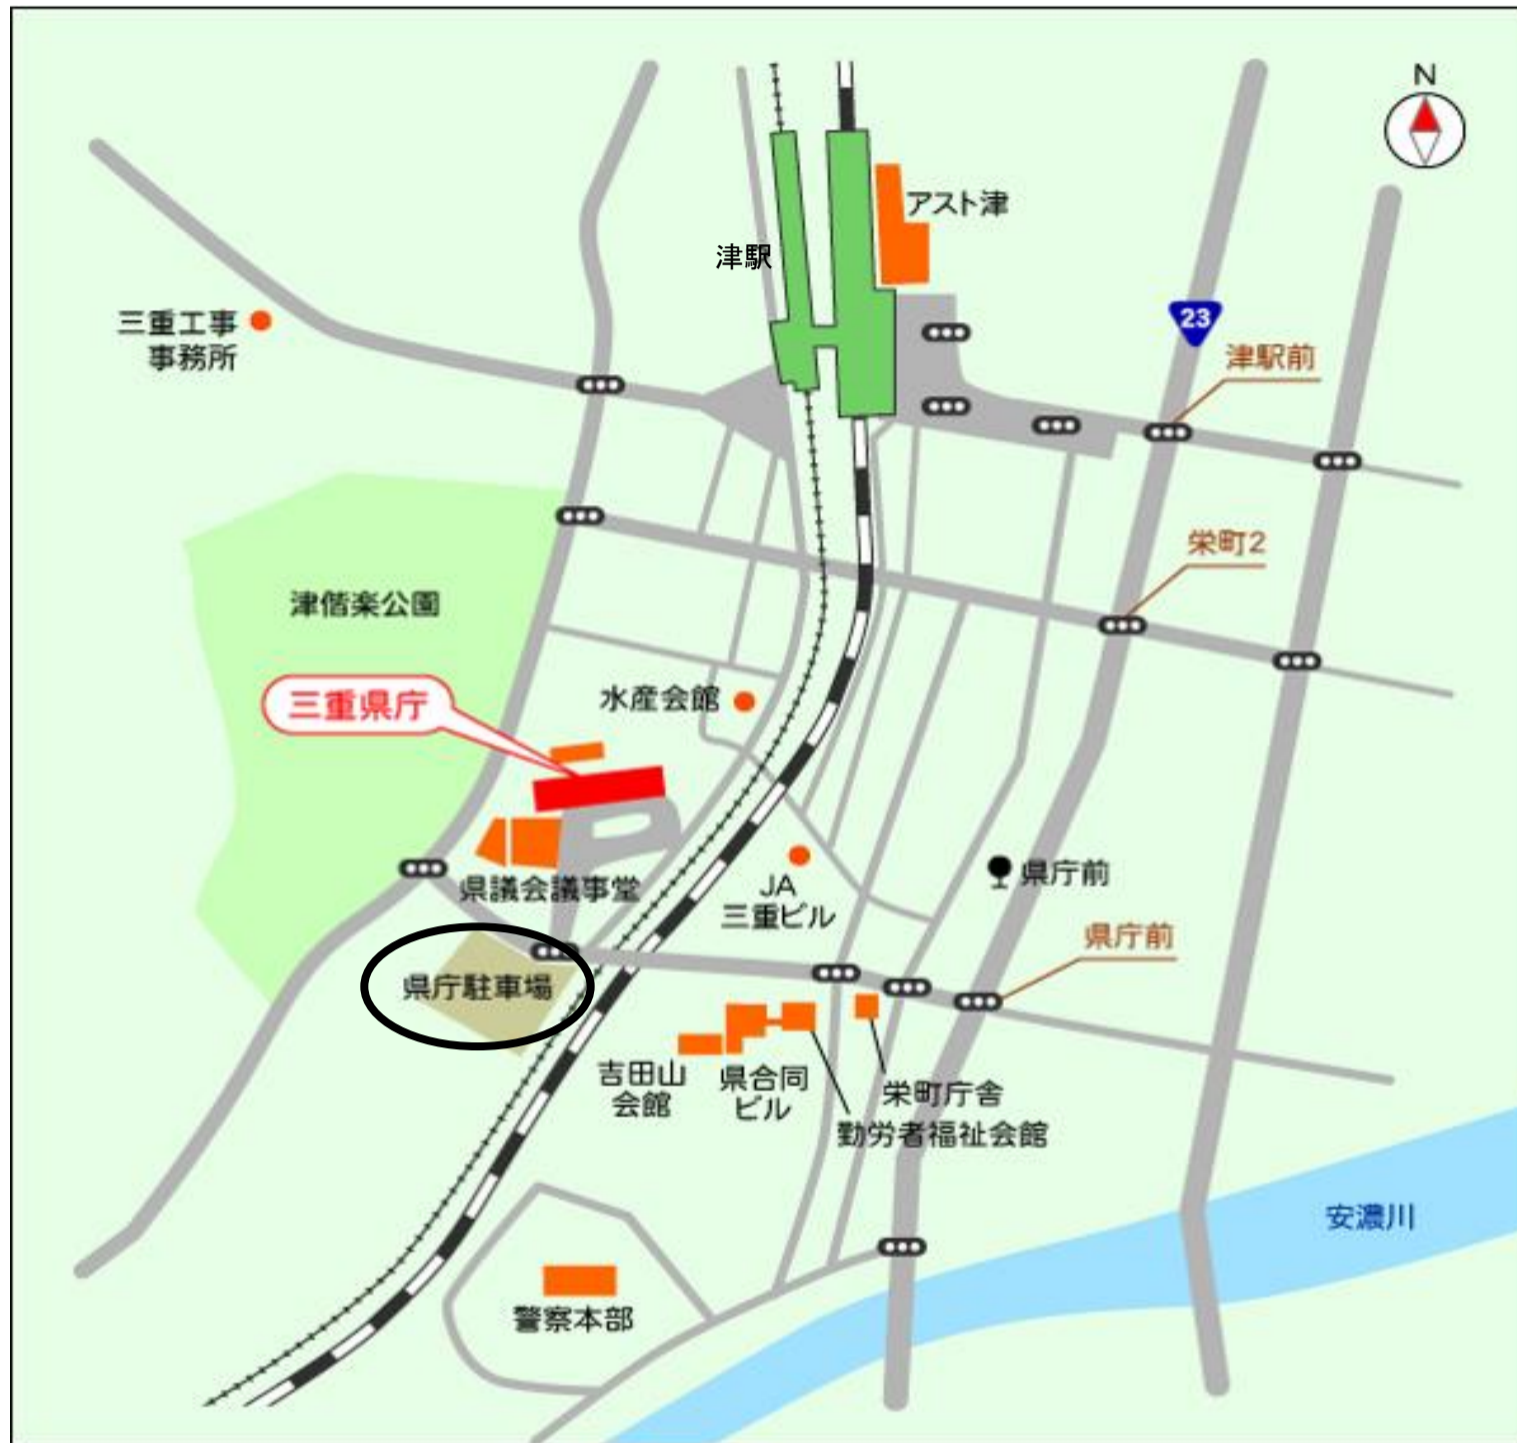 N
アスト津
津駅
23
三重工事
事務所
津駅前
栄町2
津偕楽公園
三重県庁
水産会館
県議会議事堂
JA
三重ビル
県庁前
県庁前
県庁駐車場
吉田山
会館
県合同
ビル
栄町庁舎
勤労者福祉会館
安濃川
警察本部